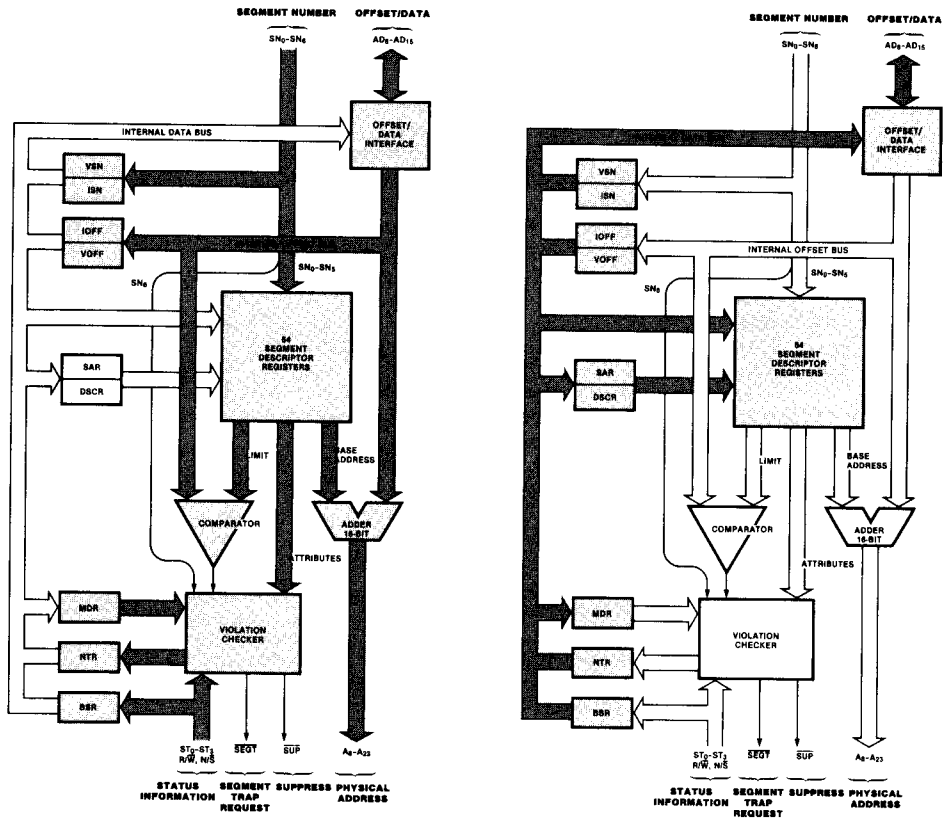 SEGMENT NUMBER
OFFSET/DATA
SN0-SN6
AD8-AD15
INTERNAL DATA BUS
OFFSET/
DATA
INTERFACE
VSN
ISN
IOFF
VOFF
SN6
SN0-SN5
64
SEGMENT
DESCRIPTOR
REGISTERS
SAR
DSCR
LIMIT
BASE
ADDRESS
COMPARATOR
ADDER
16-BIT
ATTRIBUTES
MDR
VIOLATION
CHECKER
NTR
BSR
ST0-ST3
R/W, N/S
SEGT
SUP
A8-A23
STATUS
INFORMATION
SEGMENT
TRAP
REQUEST
SUPPRESS
PHYSICAL
ADDRESS
SEGMENT NUMBER
OFFSET/DATA
SN0-SN6
AD8-AD15
OFFSET/
DATA
INTERFACE
VSN
ISN
IOFF
VOFF
INTERNAL OFFSET BUS
SN6
SN0-SN5
64
SEGMENT
DESCRIPTOR
REGISTERS
SAR
DSCR
LIMIT
BASE
ADDRESS
COMPARATOR
ADDER
16-BIT
ATTRIBUTES
MDR
VIOLATION
CHECKER
NTR
BSR
ST0-ST3
R/W, N/S
SEGT
SUP
A8-A23
STATUS
INFORMATION
SEGMENT
TRAP
REQUEST
SUPPRESS
PHYSICAL
ADDRESS